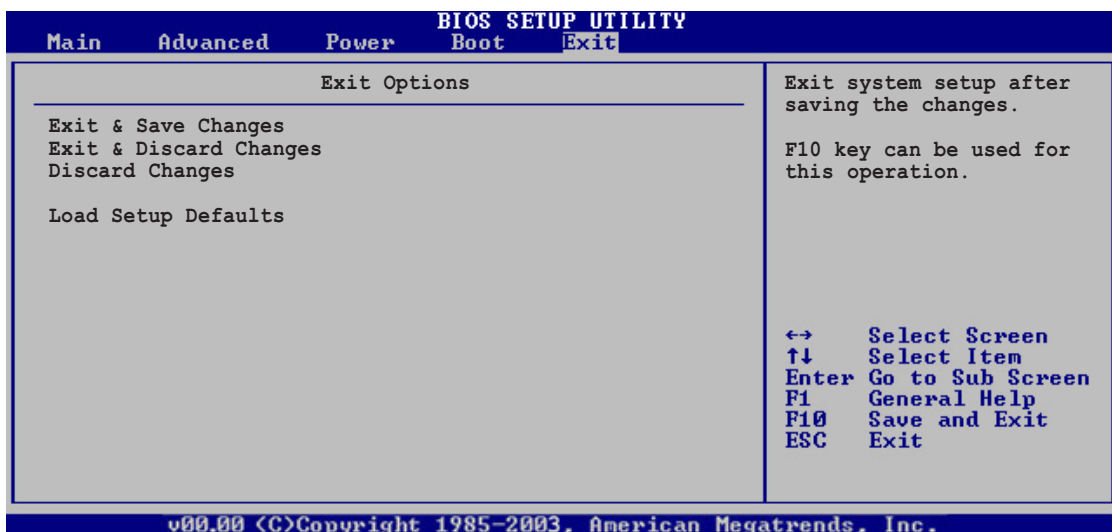 BIOS SETUP UTILITY
Main Advanced Power Boot Exit
Exit Options
Exit & Save Changes
Exit & Discard Changes
Discard Changes
Load Setup Defaults
Exit system setup after
saving the changes.
F10 key can be used for
this operation.
←→ Select Screen
↑↓ Select Item
Enter Go to Sub Screen
F1 General Help
F10 Save and Exit
ESC Exit
v00.00 (C)Copyright 1985-2003, American Megatrends, Inc.